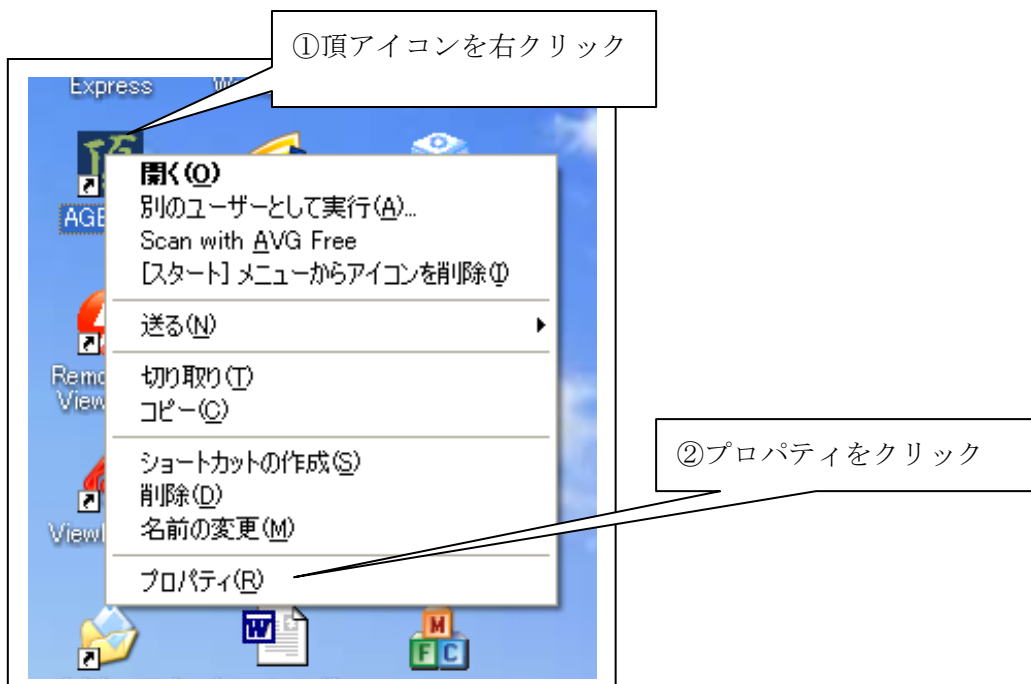 ①頂アイコンを右クリック
Express
頂
AGE
開く(O)
別のユーザーとして実行(A)...
Scan with AVG Free
[スタート] メニューからアイコンを削除(I)
送る(N)
切り取り(T)
コピー(C)
ショートカットの作成(S)
削除(D)
名前の変更(M)
プロパティ(R)
②プロパティをクリック
Remo
View
View
W
M
F C